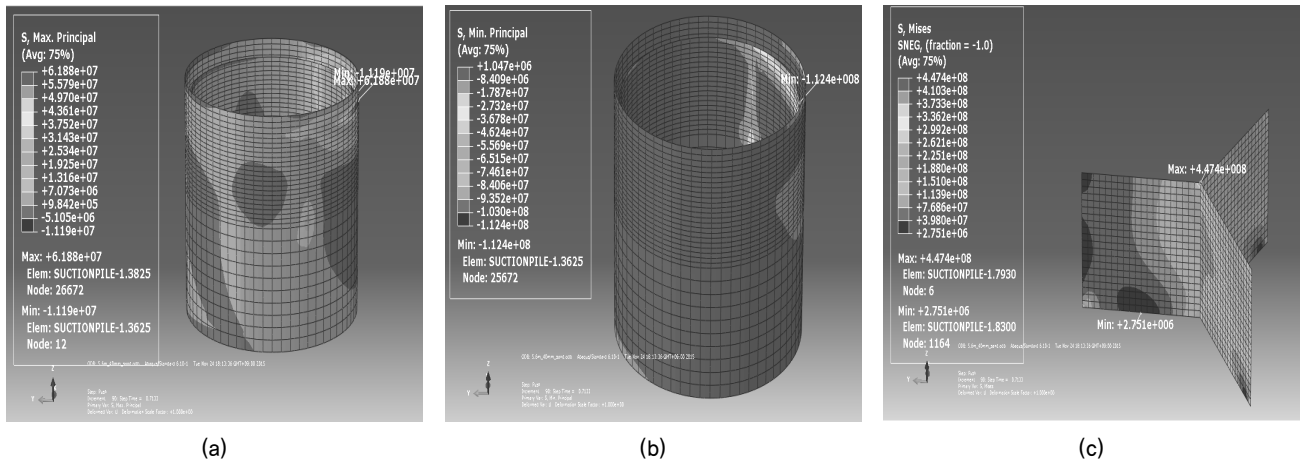 S, Max. Principal
(Avg: 75%)
+6.188e+07
+5.579e+07
+4.970e+07
+4.361e+07
+3.752e+07
+3.143e+07
+2.534e+07
+1.925e+07
+1.316e+07
+7.073e+06
+9.842e+05
-5.105e+06
-1.119e+07
Max: +6.188e+07
Elem: SUCTIONPILE-1.3825
Node: 26672
Min: -1.119e+07
Elem: SUCTIONPILE-1.3625
Node: 12
Min: -1.119e+007
Max: +6.188e+007
Z
Y
(a)
S, Min. Principal
(Avg: 75%)
+1.047e+06
-8.409e+06
-1.787e+07
-2.732e+07
-3.678e+07
-4.624e+07
-5.569e+07
-6.515e+07
-7.461e+07
-8.406e+07
-9.352e+07
-1.030e+08
-1.124e+08
Min: -1.124e+08
Elem: SUCTIONPILE-1.3625
Node: 25672
Min: -1.124e+008
Z
Y
(b)
S, Mises
SNEG, (fraction = -1.0)
(Avg: 75%)
+4.474e+08
+4.103e+08
+3.733e+08
+3.362e+08
+2.992e+08
+2.621e+08
+2.251e+08
+1.880e+08
+1.510e+08
+1.139e+08
+7.686e+07
+3.980e+07
+2.751e+06
Max: +4.474e+08
Elem: SUCTIONPILE-1.7930
Node: 6
Min: +2.751e+06
Elem: SUCTIONPILE-1.8300
Node: 1164
Max: +4.474e+008
Min: +2.751e+006
Z
Y
(c)